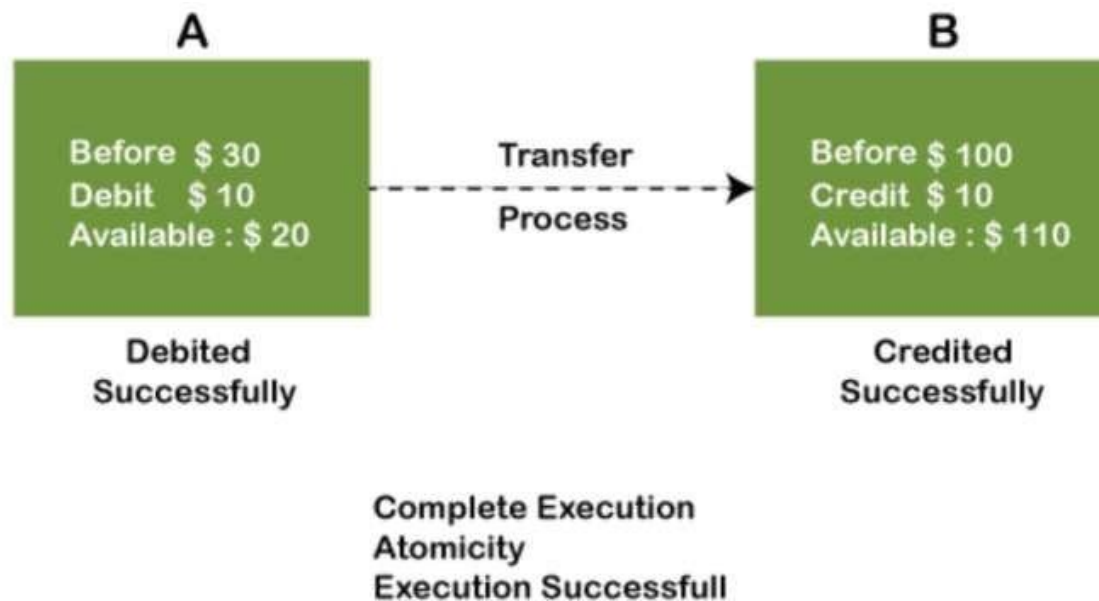 A
Before $ 30
Debit $ 10
Available : $ 20
Debited
Successfully
Transfer
Process
B
Before $ 100
Credit $ 10
Available : $ 110
Credited
Successfully
Complete Execution
Atomicity
Execution Successfull